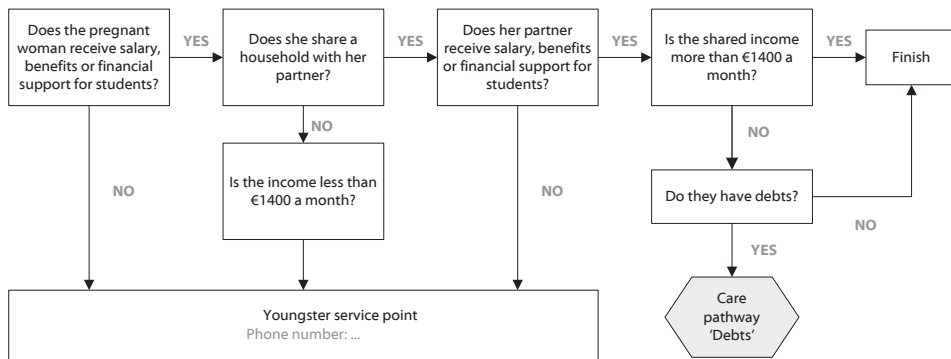 Does the pregnant
woman receive salary,
benefits or financial
support for students?
YES
Does she share a
household with her
partner?
YES
Does her partner
receive salary, benefits
or financial support for
students?
YES
Is the shared income
more than €1400 a
month?
YES
Finish
NO
Is the income less than
€1400 a month?
NO
NO
NO
Do they have debts?
NO
YES
Care
pathway
‘Debts’
Youngster service point
Phone number: ...